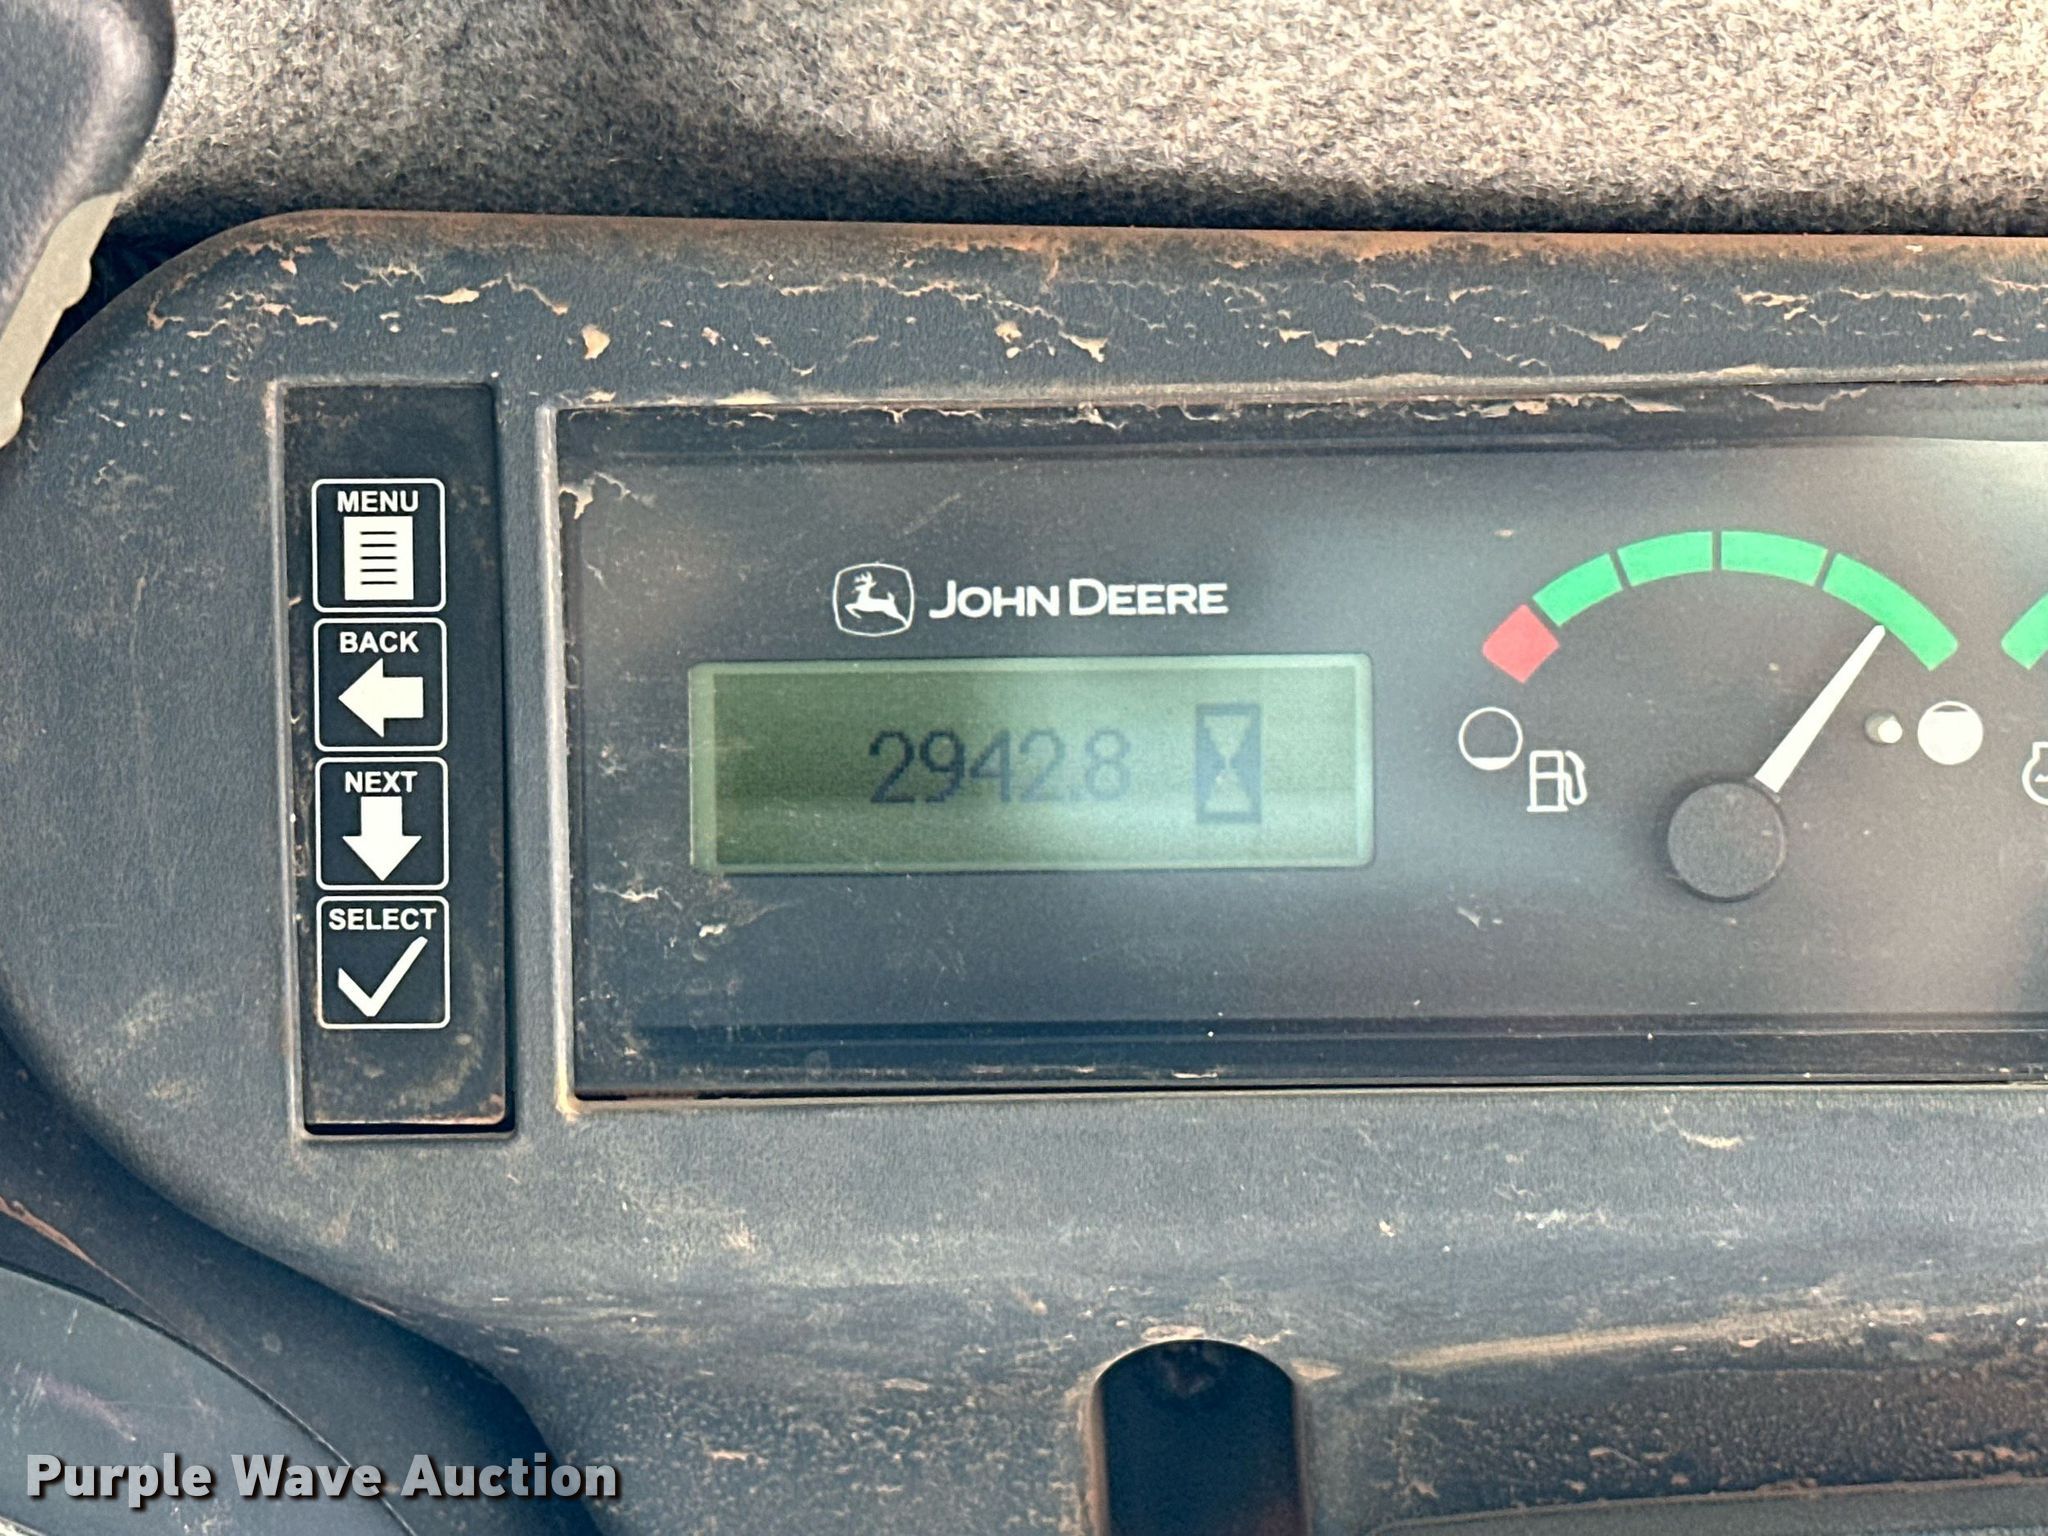 MENU
BACK
NEXT
SELECT
JOHN DEERE
2942.8
Purple Wave Auction